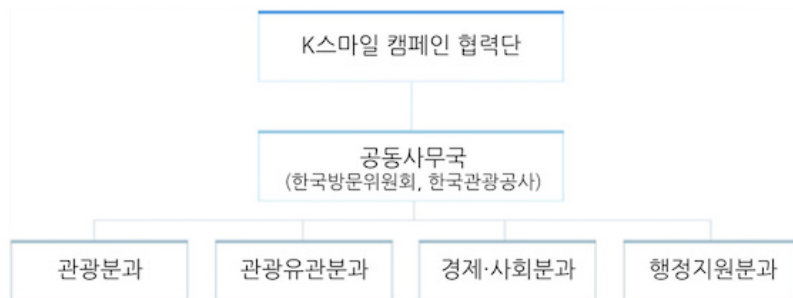 K스마일 캠페인 협력단
공동사무국
(한국방문위원회, 한국관광공사)
관광분과
관광유관분과
경제·사회분과
행정지원분과